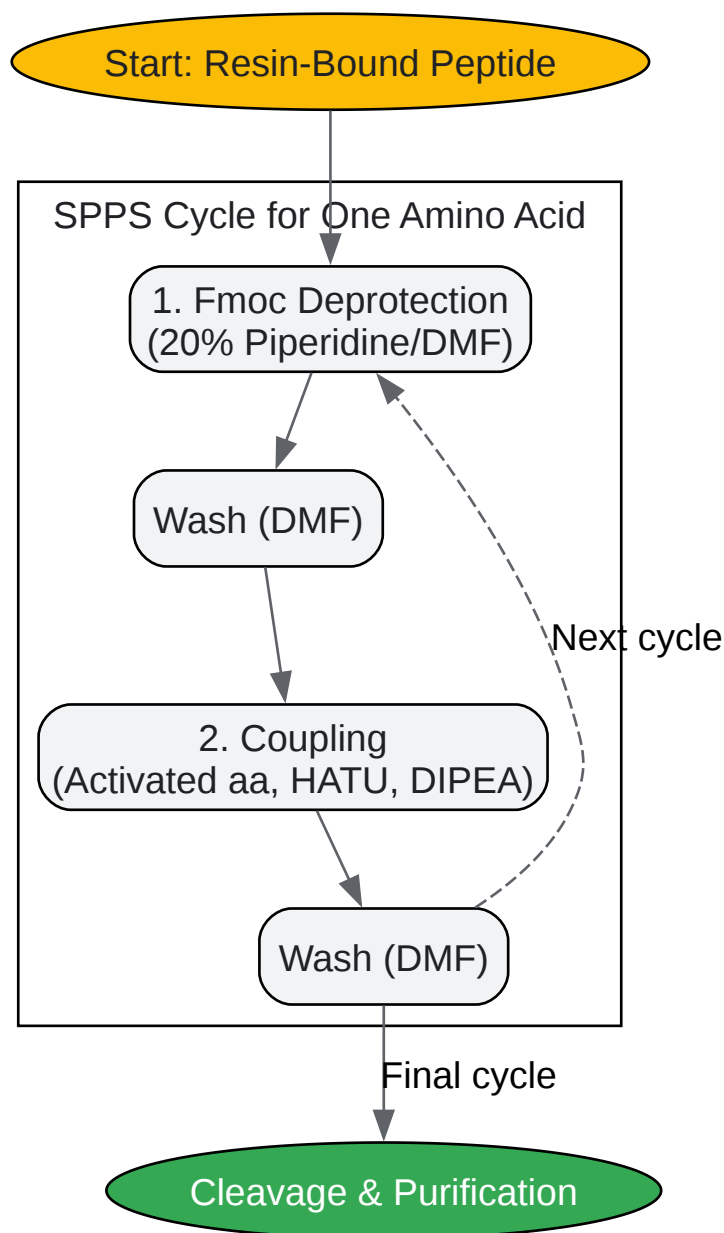 Start: Resin-Bound Peptide
SPPS Cycle for One Amino Acid
1. Fmoc Deprotection
(20% Piperidine/DMF)
Wash (DMF)
Next cycle
2. Coupling
(Activated aa, HATU, DIPEA)
Wash (DMF)
Final cycle
Cleavage & Purification